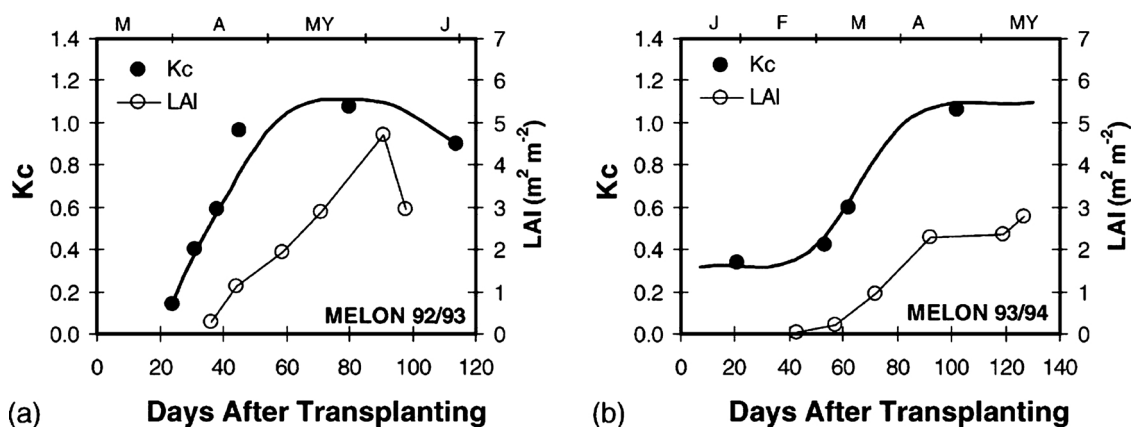 M A MY J
1.4 7
1.2 6
1.0 5
0.8 4
0.6 3
0.4 2
0.2 1
0.0 0
Kc
LAI
Kc
LAI (m² m⁻²)
MELON 92/93
0 20 40 60 80 100 120
(a) Days After Transplanting
J F M A MY
1.4 7
1.2 6
1.0 5
0.8 4
0.6 3
0.4 2
0.2 1
0.0 0
Kc
LAI
Kc
LAI (m² m⁻²)
MELON 93/94
0 20 40 60 80 100 120 140
(b) Days After Transplanting